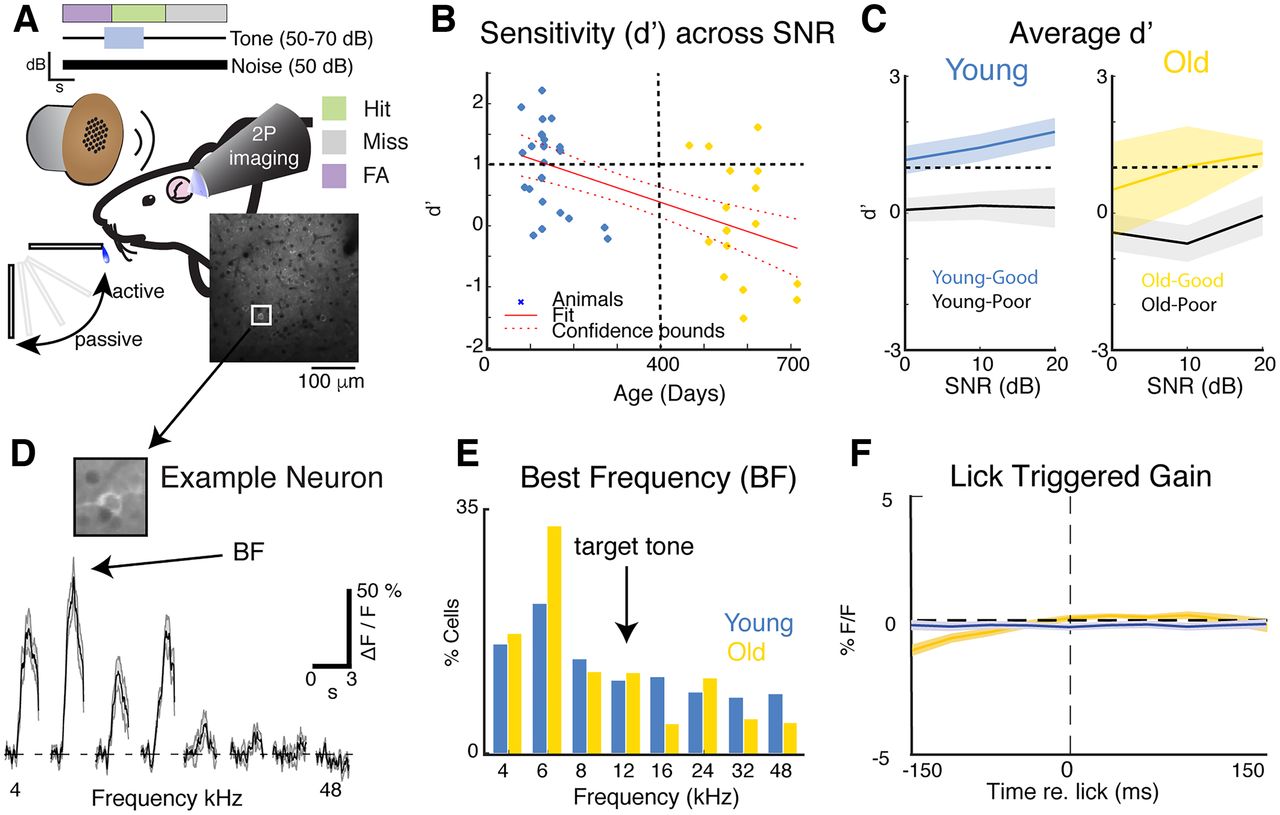 A
Tone (50-70 dB)
Noise (50 dB)
dB
s
Hit
Miss
FA
2P
imaging
active
passive
100 μm
B
Sensitivity (d') across SNR
2
1
0
-1
-2
d'
Animals
Fit
Confidence bounds
0
400
700
Age (Days)
C
Average d'
Young
Old
3
0
-3
d'
Young-Good
Young-Poor
0
10
20
SNR (dB)
3
0
-3
Old-Good
Old-Poor
0
10
20
SNR (dB)
D
Example Neuron
BF
50 %
ΔF / F
0
3
s
4
48
Frequency kHz
E
Best Frequency (BF)
35
0
% Cells
target tone
Young
Old
4
6
8
12
16
24
32
48
Frequency (kHz)
F
Lick Triggered Gain
5
0
-5
% F/F
-150
0
150
Time re. lick (ms)